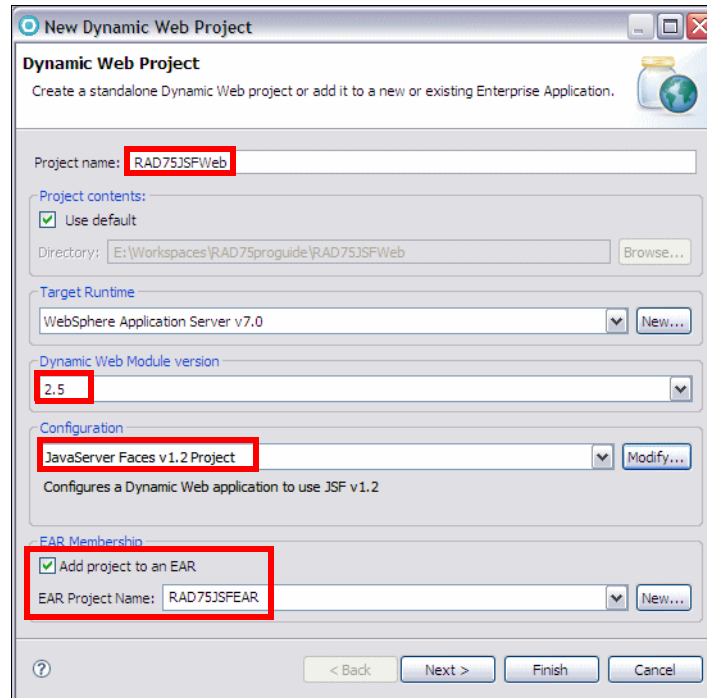 New Dynamic Web Project
Dynamic Web Project
Create a standalone Dynamic Web project or add it to a new or existing Enterprise Application.
Project name: RAD75JSFWeb
Project contents:
Use default
Directory: E:\Workspaces\RAD75proguide\RAD75JSFWeb Browse...
Target Runtime
WebSphere Application Server v7.0 New...
Dynamic Web Module version
2.5
Configuration
JavaServer Faces v1.2 Project Modify...
Configures a Dynamic Web application to use JSF v1.2
EAR Membership
Add project to an EAR
EAR Project Name: RAD75JSFEAR New...
? < Back Next > Finish Cancel